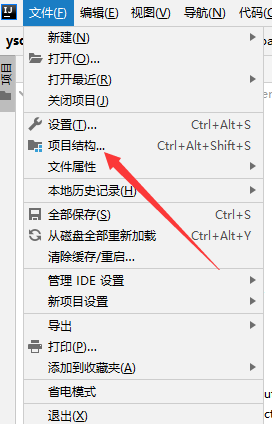 IJ 文件(F) 编辑(E) 视图(V) 导航(N) 代码(
yso
项目
新建(N)
打开(O)...
打开最近(R)
关闭项目(J)
设置(T)... Ctrl+Alt+S
项目结构... Ctrl+Alt+Shift+S
文件属性
本地历史记录(H)
全部保存(S) Ctrl+S
从磁盘全部重新加载 Ctrl+Alt+Y
清除缓存/重启...
管理 IDE 设置
新项目设置
导出
打印(P)...
添加到收藏夹(A)
省电模式
退出(X)